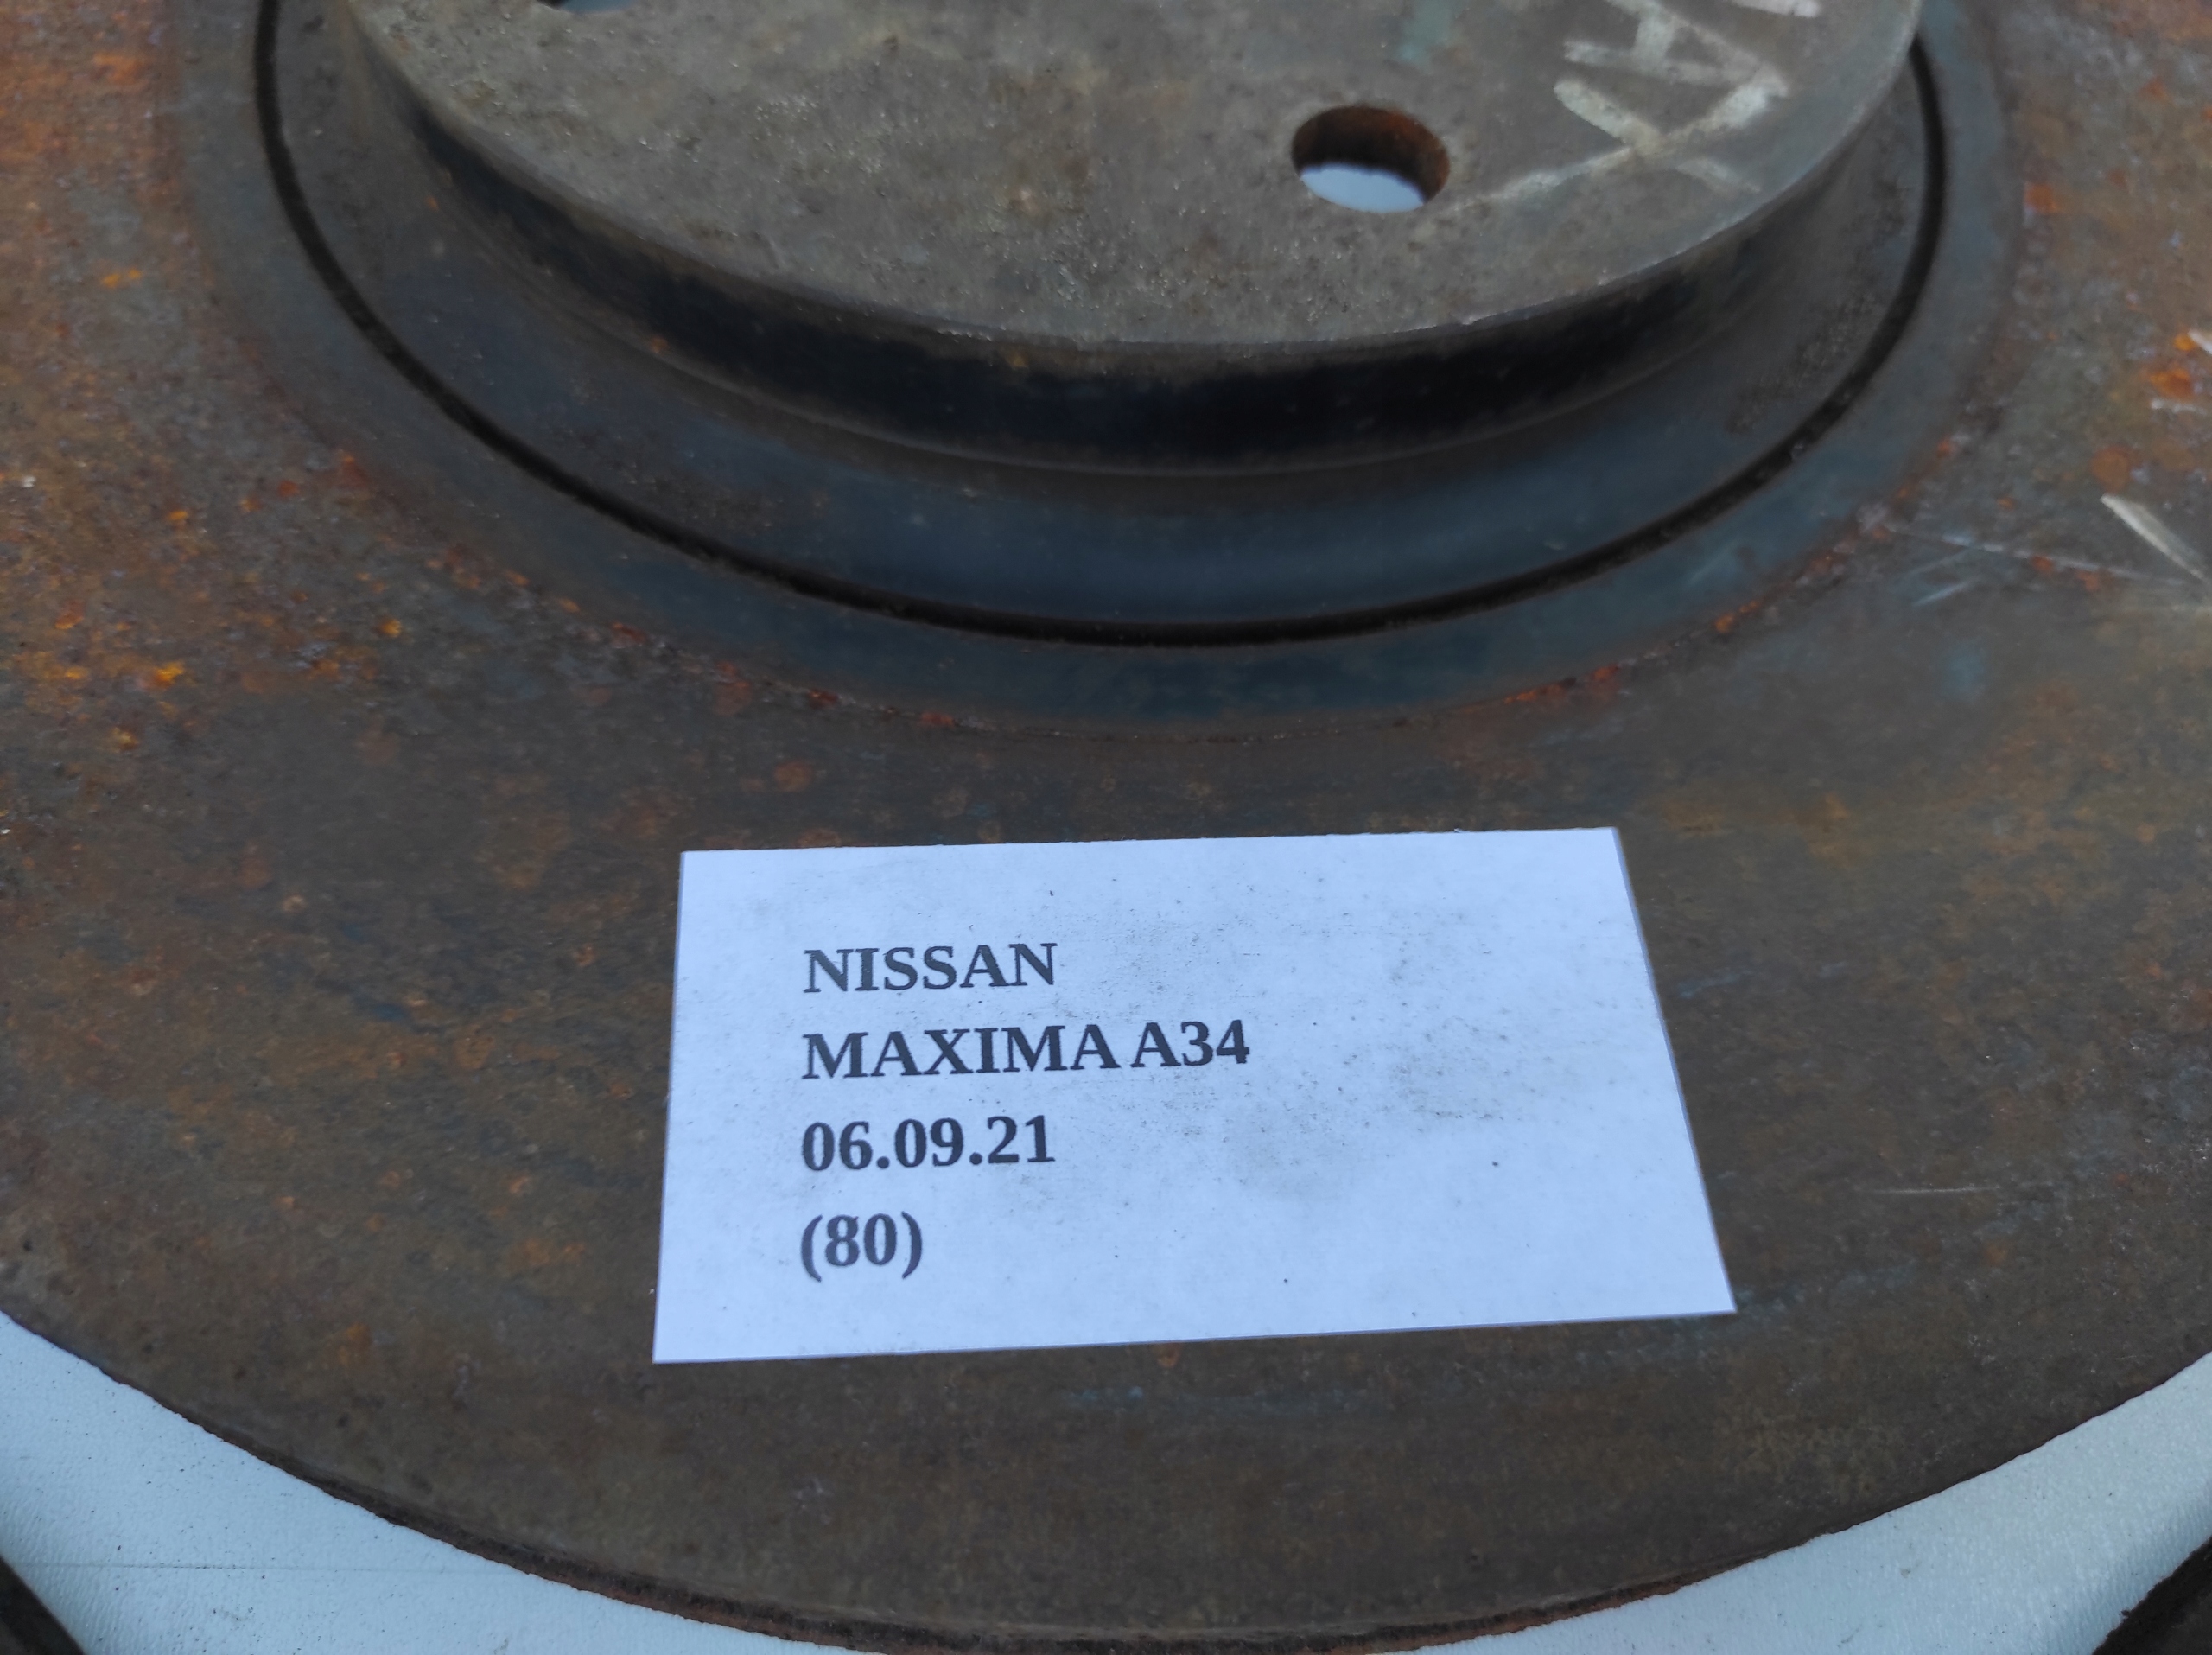 NISSAN
MAXIMA A34
06.09.21
(80)